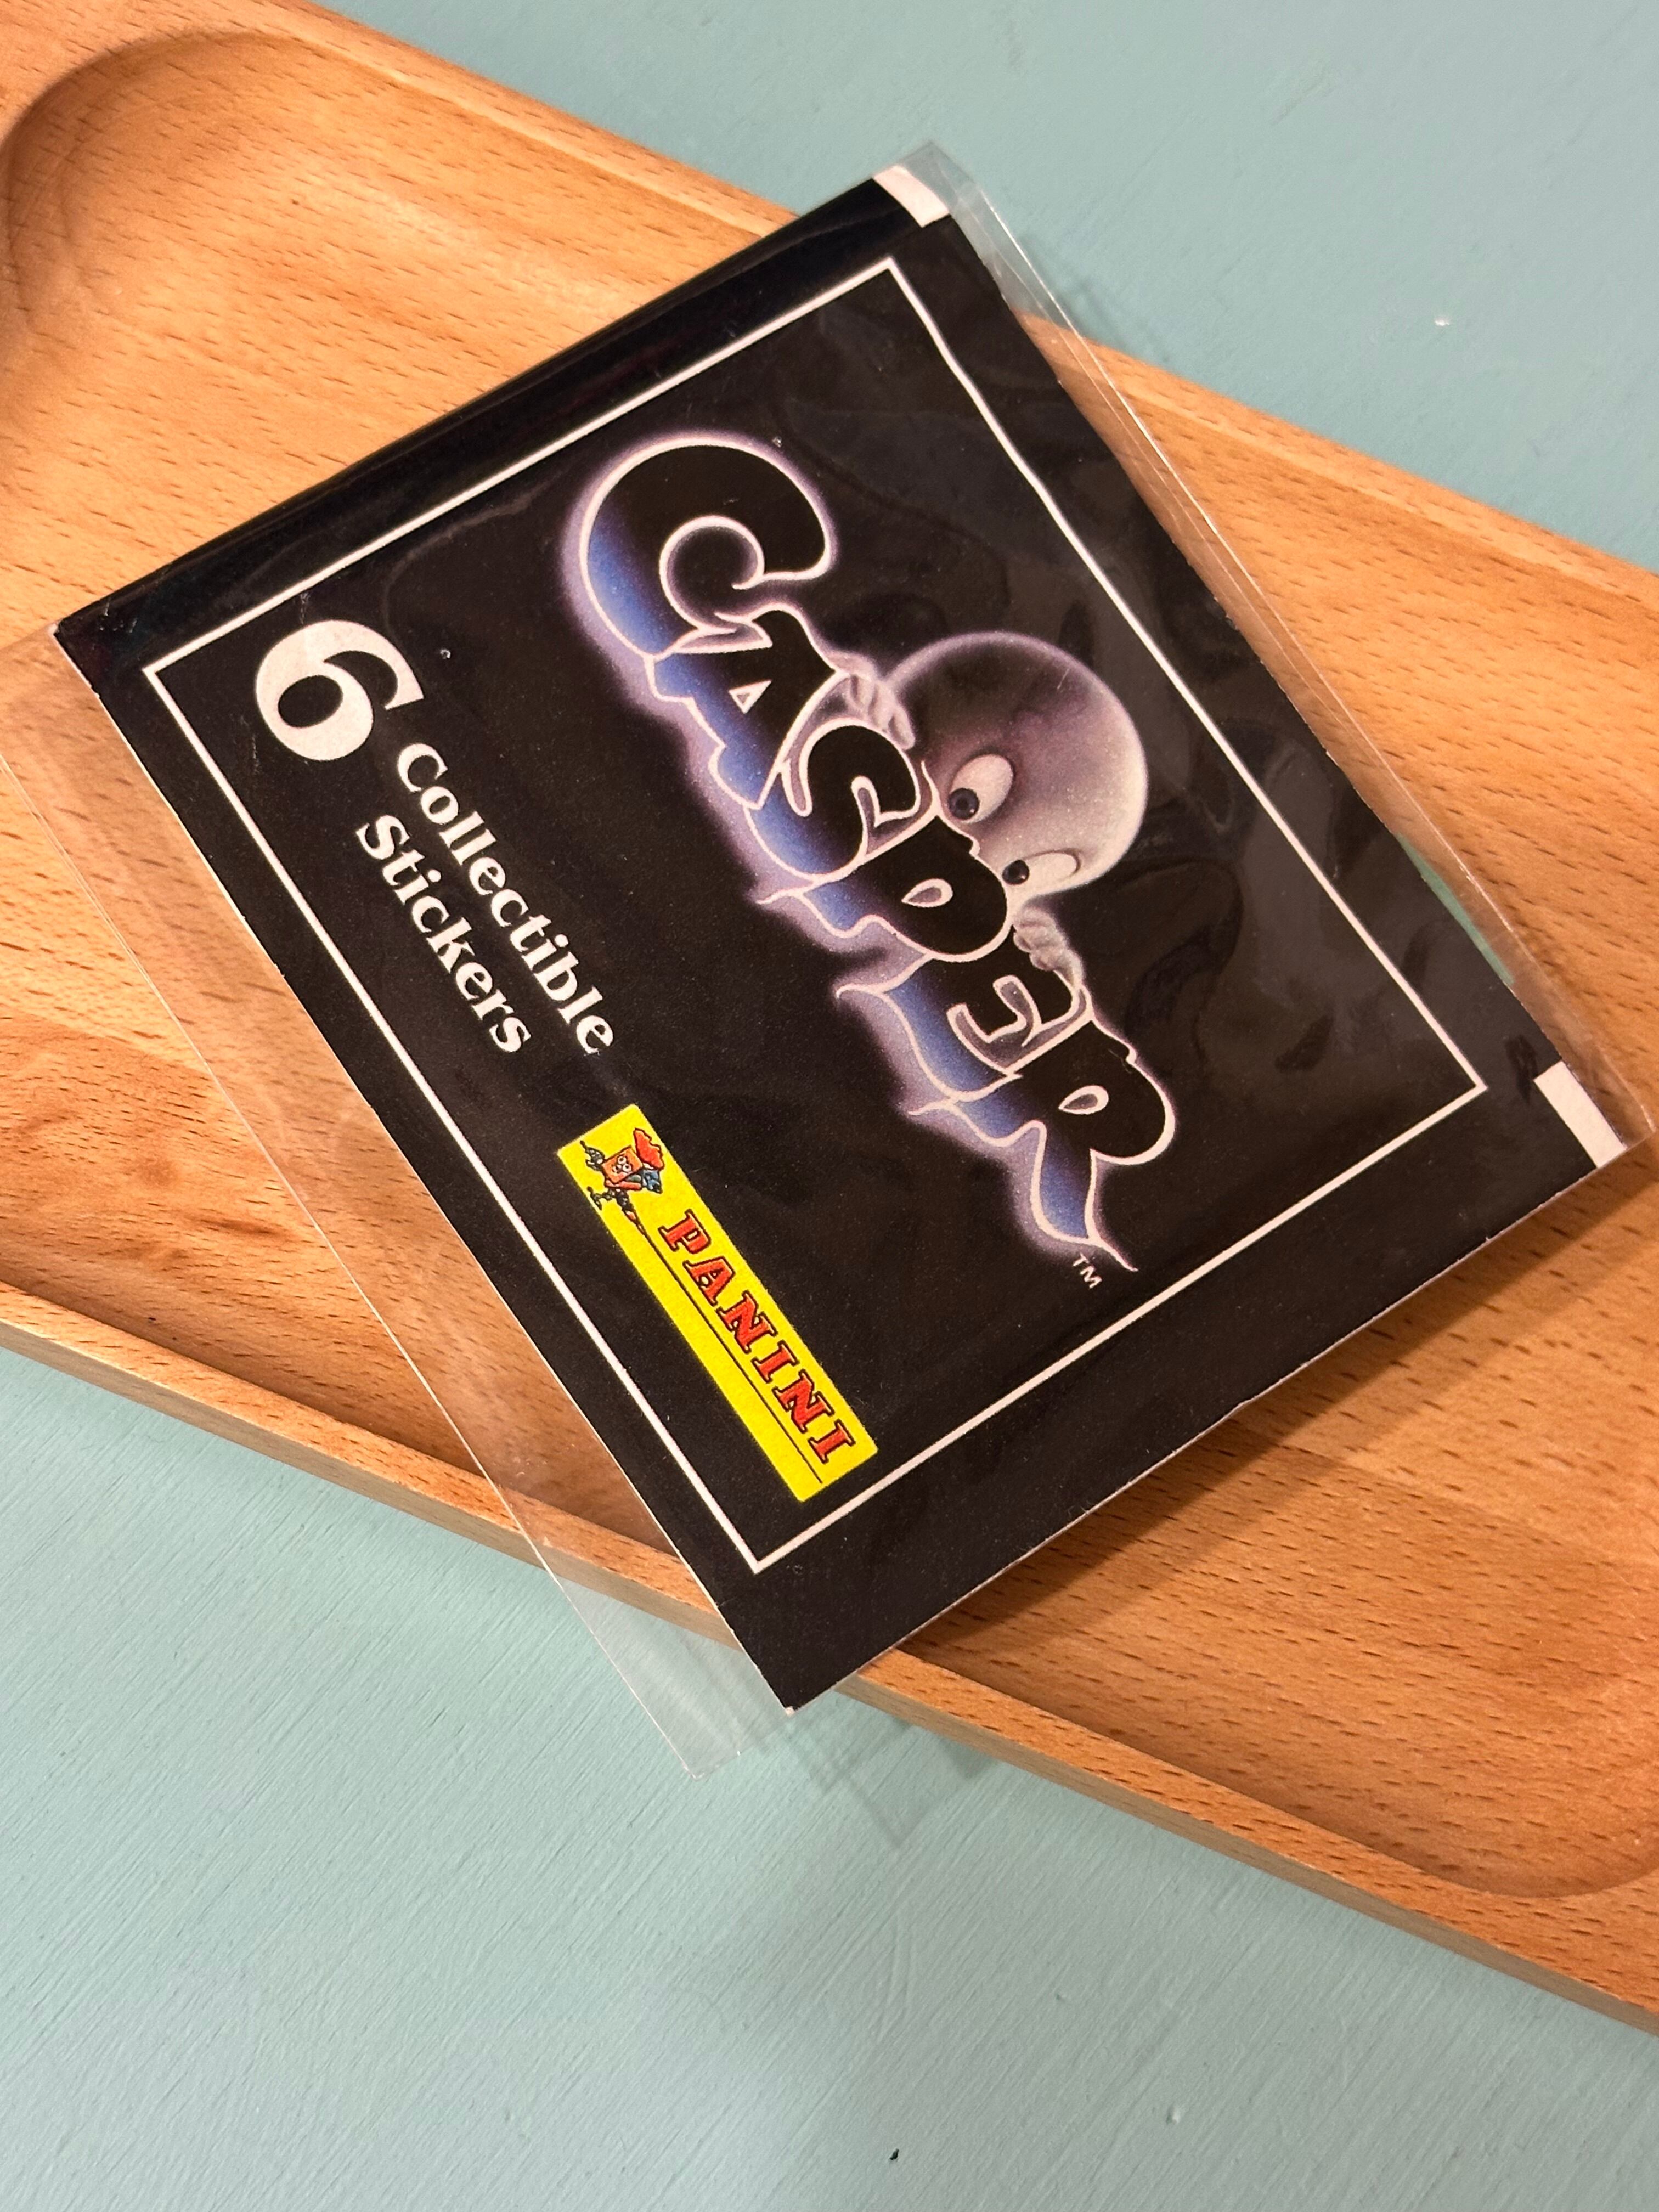 CASPER
TM
6 Collectible
Stickers
PANINI